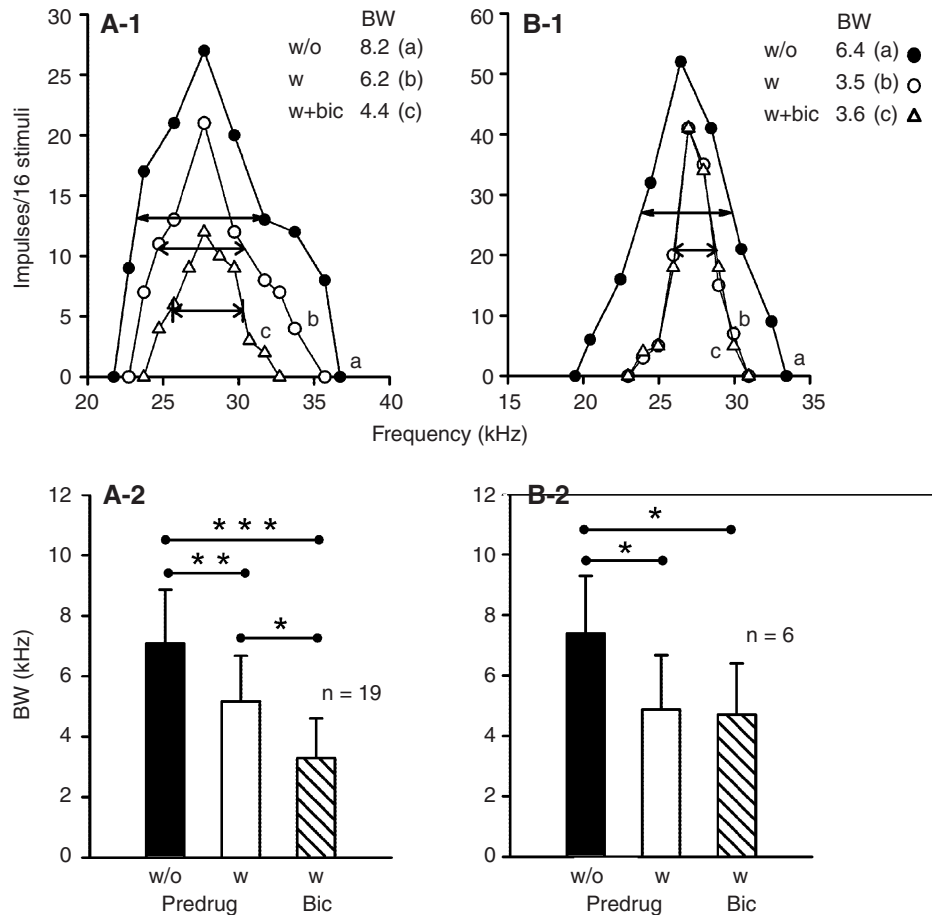 A-1
BW
w/o 8.2 (a)
w 6.2 (b)
w+bic 4.4 (c)
30
25
20
15
10
5
0
Impulses/16 stimuli
c
b
a
20 25 30 35 40
B-1
BW
w/o 6.4 (a)
w 3.5 (b)
w+bic 3.6 (c)
60
50
40
30
20
10
0
b
c
a
15 20 25 30 35
Frequency (kHz)
A-2
12
10
8
6
4
2
0
BW (kHz)
* * *
* *
*
n = 19
w/o w w
Predrug Bic
B-2
12
10
8
6
4
2
0
*
*
n = 6
w/o w w
Predrug Bic